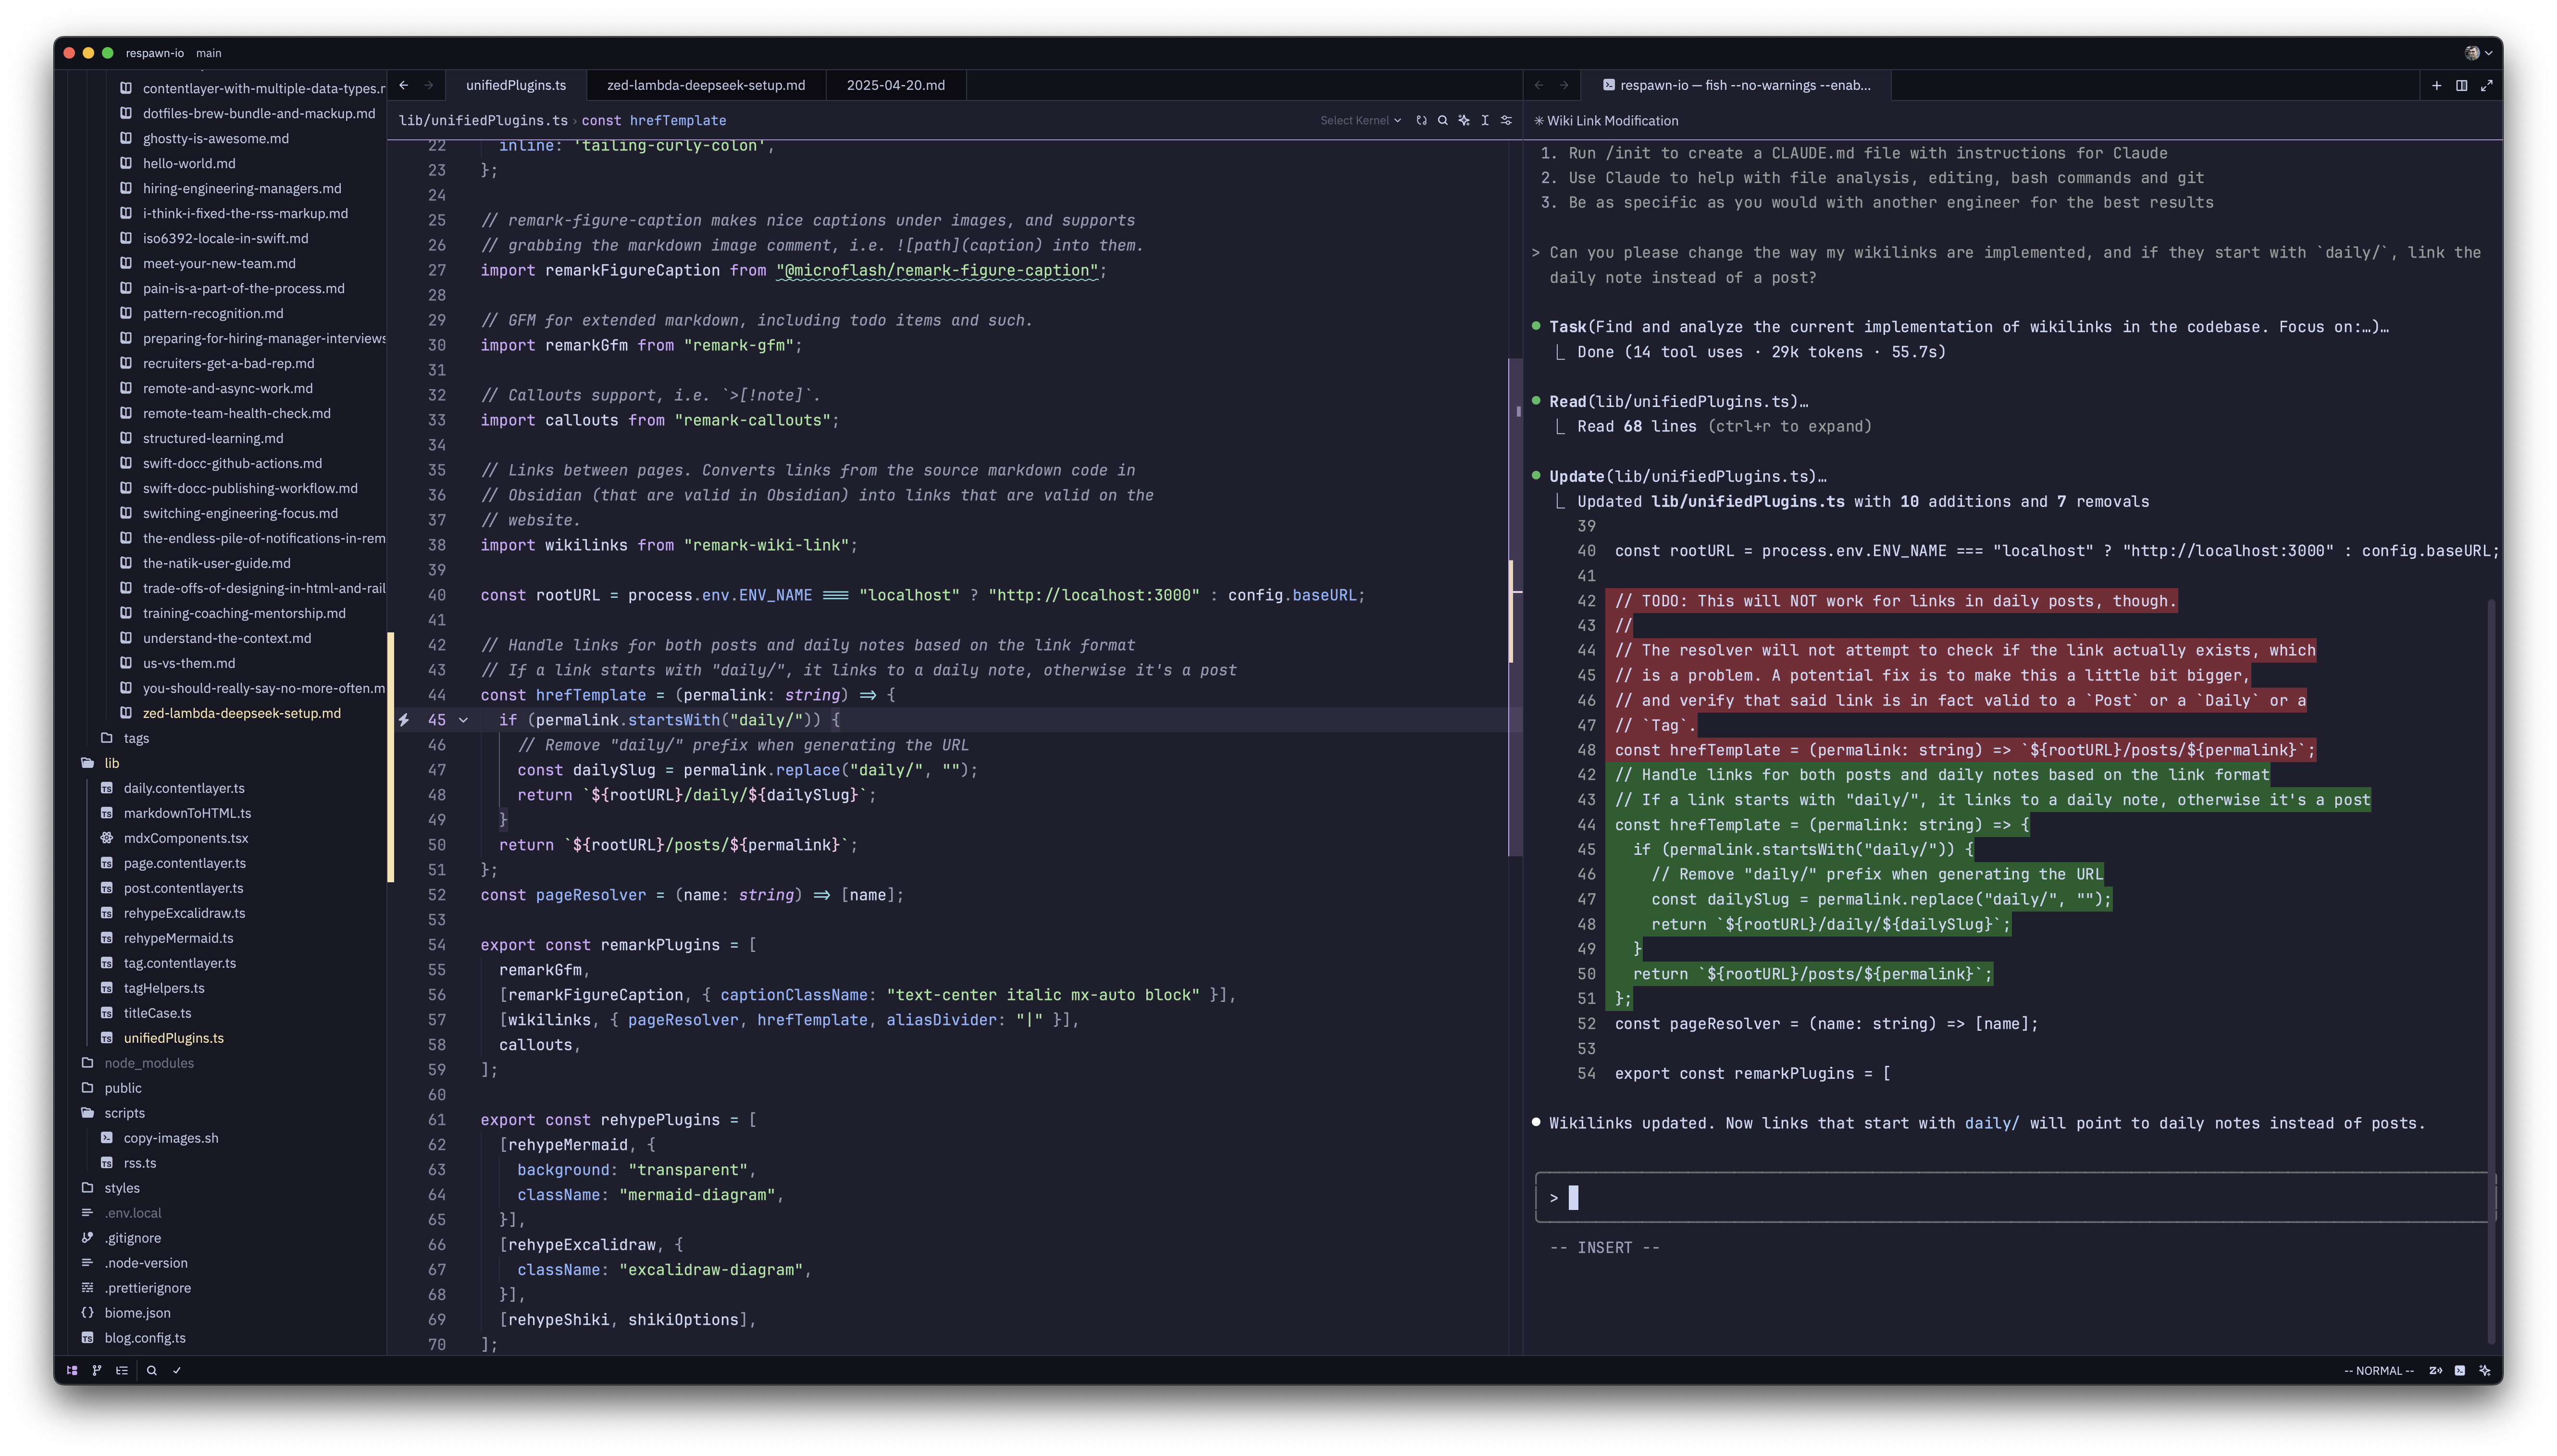 respawn-io main
contentlayer-with-multiple-data-types.r
dotfiles-brew-bundle-and-mackup.md
ghostty-is-awesome.md
hello-world.md
hiring-engineering-managers.md
i-think-i-fixed-the-rss-markup.md
iso6392-locale-in-swift.md
meet-your-new-team.md
pain-is-a-part-of-the-process.md
pattern-recognition.md
preparing-for-hiring-manager-interviews
recruiters-get-a-bad-rep.md
remote-and-async-work.md
remote-team-health-check.md
structured-learning.md
swift-docc-github-actions.md
swift-docc-publishing-workflow.md
switching-engineering-focus.md
the-endless-pile-of-notifications-in-rem
the-natik-user-guide.md
trade-offs-of-designing-in-html-and-rail
training-coaching-mentorship.md
understand-the-context.md
us-vs-them.md
you-should-really-say-no-more-often.m
zed-lambda-deepseek-setup.md
tags
lib
daily.contentlayer.ts
markdownToHTML.ts
mdxComponents.tsx
page.contentlayer.ts
post.contentlayer.ts
rehypeExcalidraw.ts
rehypeMermaid.ts
tag.contentlayer.ts
tagHelpers.ts
titleCase.ts
unifiedPlugins.ts
node_modules
public
scripts
copy-images.sh
rss.ts
styles
.env.local
.gitignore
.node-version
.prettierignore
biome.json
blog.config.ts
unifiedPlugins.ts zed-lambda-deepseek-setup.md 2025-04-20.md
lib/unifiedPlugins.ts › const hrefTemplate Select Kernel
22 inline: 'tailing-curly-colon',
23 };
24
25 // remark-figure-caption makes nice captions under images, and supports
26 // grabbing the markdown image comment, i.e. ![path](caption) into them.
27 import remarkFigureCaption from "@microflash/remark-figure-caption";
28
29 // GFM for extended markdown, including todo items and such.
30 import remarkGfm from "remark-gfm";
31
32 // Callouts support, i.e. `>[!note]`.
33 import callouts from "remark-callouts";
34
35 // Links between pages. Converts links from the source markdown code in
36 // Obsidian (that are valid in Obsidian) into links that are valid on the
37 // website.
38 import wikilinks from "remark-wiki-link";
39
40 const rootURL = process.env.ENV_NAME === "localhost" ? "http://localhost:3000" : config.baseURL;
41
42 // Handle links for both posts and daily notes based on the link format
43 // If a link starts with "daily/", it links to a daily note, otherwise it's a post
44 const hrefTemplate = (permalink: string) => {
45 if (permalink.startsWith("daily/")) {
46 // Remove "daily/" prefix when generating the URL
47 const dailySlug = permalink.replace("daily/", "");
48 return `${rootURL}/daily/${dailySlug}`;
49 }
50 return `${rootURL}/posts/${permalink}`;
51 };
52 const pageResolver = (name: string) => [name];
53
54 export const remarkPlugins = [
55 remarkGfm,
56 [remarkFigureCaption, { captionClassName: "text-center italic mx-auto block" }],
57 [wikilinks, { pageResolver, hrefTemplate, aliasDivider: "|" }],
58 callouts,
59 ];
60
61 export const rehypePlugins = [
62 [rehypeMermaid, {
63 background: "transparent",
64 className: "mermaid-diagram",
65 }],
66 [rehypeExcalidraw, {
67 className: "excalidraw-diagram",
68 }],
69 [rehypeShiki, shikiOptions],
70 ];
respawn-io — fish --no-warnings --enab...
✳ Wiki Link Modification
1. Run /init to create a CLAUDE.md file with instructions for Claude
2. Use Claude to help with file analysis, editing, bash commands and git
3. Be as specific as you would with another engineer for the best results
> Can you please change the way my wikilinks are implemented, and if they start with `daily/`, link the
daily note instead of a post?
Task(Find and analyze the current implementation of wikilinks in the codebase. Focus on:…)…
Done (14 tool uses · 29k tokens · 55.7s)
Read(lib/unifiedPlugins.ts)…
Read 68 lines (ctrl+r to expand)
Update(lib/unifiedPlugins.ts)…
Updated lib/unifiedPlugins.ts with 10 additions and 7 removals
39
40 const rootURL = process.env.ENV_NAME === "localhost" ? "http://localhost:3000" : config.baseURL;
41
42 // TODO: This will NOT work for links in daily posts, though.
43 //
44 // The resolver will not attempt to check if the link actually exists, which
45 // is a problem. A potential fix is to make this a little bit bigger,
46 // and verify that said link is in fact valid to a `Post` or a `Daily` or a
47 // `Tag`.
48 const hrefTemplate = (permalink: string) => `${rootURL}/posts/${permalink}`;
42 // Handle links for both posts and daily notes based on the link format
43 // If a link starts with "daily/", it links to a daily note, otherwise it's a post
44 const hrefTemplate = (permalink: string) => {
45 if (permalink.startsWith("daily/")) {
46 // Remove "daily/" prefix when generating the URL
47 const dailySlug = permalink.replace("daily/", "");
48 return `${rootURL}/daily/${dailySlug}`;
49 }
50 return `${rootURL}/posts/${permalink}`;
51 };
52 const pageResolver = (name: string) => [name];
53
54 export const remarkPlugins = [
Wikilinks updated. Now links that start with daily/ will point to daily notes instead of posts.
>
-- INSERT --
-- NORMAL --